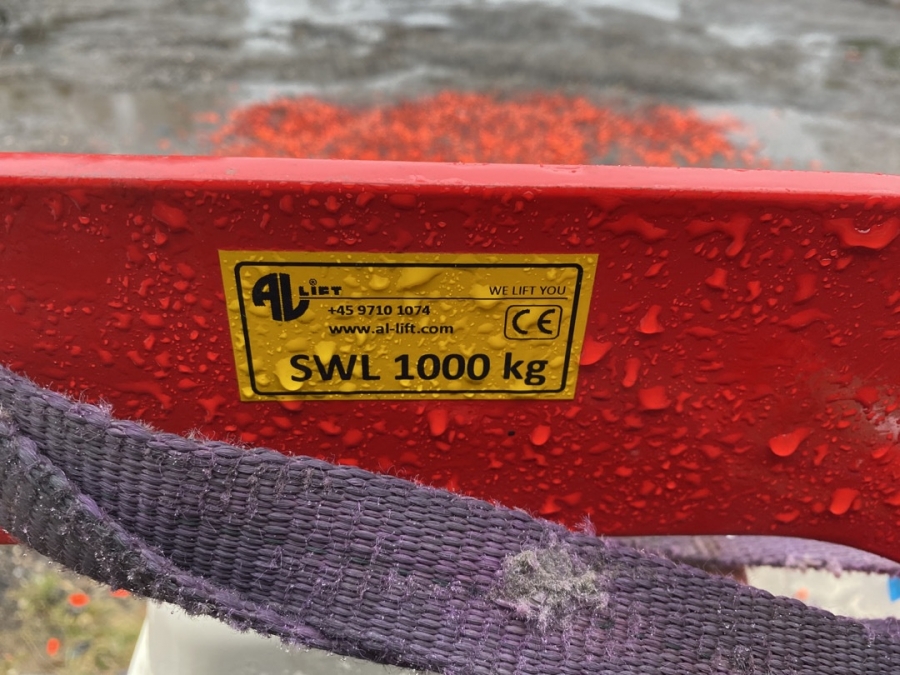 AL LIFT
WE LIFT YOU
+45 9710 1074
www.al-lift.com
CE
SWL 1000 kg